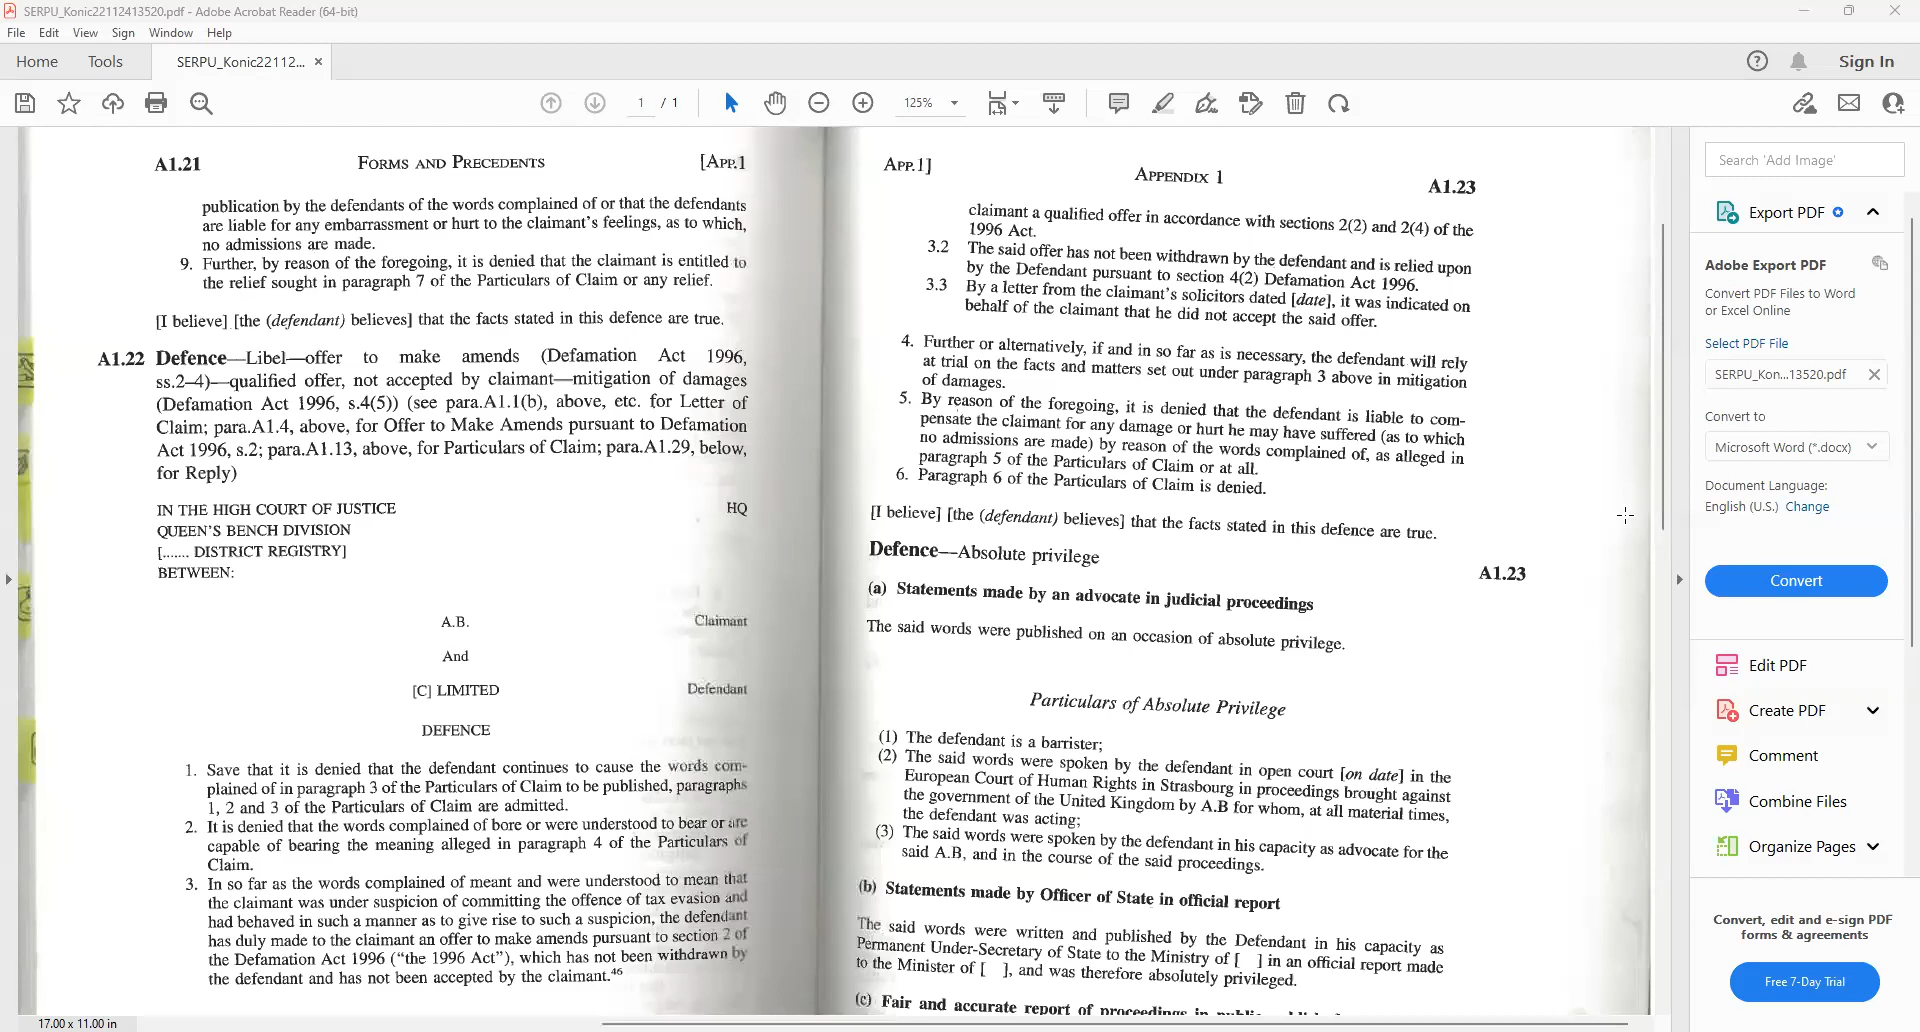 SERPU_Konic22112413520.pdf - Adobe Acrobat Reader (64-bit)
File Edit View Sign Window Help
Home Tools SERPU_Konic22112... × Sign In
1 / 1 125%
A1.21 FORMS AND PRECEDENTS [APP.1
publication by the defendants of the words complained of or that the defendants
are liable for any embarrassment or hurt to the claimant's feelings, as to which,
no admissions are made.
9. Further, by reason of the foregoing, it is denied that the claimant is entitled to
the relief sought in paragraph 7 of the Particulars of Claim or any relief.
[I believe] [the (defendant) believes] that the facts stated in this defence are true.
A1.22 Defence—Libel—offer to make amends (Defamation Act 1996,
ss.2–4)—qualified offer, not accepted by claimant—mitigation of damages
(Defamation Act 1996, s.4(5)) (see para.A1.1(b), above, etc. for Letter of
Claim; para.A1.4, above, for Offer to Make Amends pursuant to Defamation
Act 1996, s.2; para.A1.13, above, for Particulars of Claim; para.A1.29, below,
for Reply)
IN THE HIGH COURT OF JUSTICE HQ
QUEEN'S BENCH DIVISION
[....... DISTRICT REGISTRY]
BETWEEN:
A.B. Claimant
And
[C] LIMITED Defendant
DEFENCE
1. Save that it is denied that the defendant continues to cause the words com-
plained of in paragraph 3 of the Particulars of Claim to be published, paragraphs
1, 2 and 3 of the Particulars of Claim are admitted.
2. It is denied that the words complained of bore or were understood to bear or are
capable of bearing the meaning alleged in paragraph 4 of the Particulars of
Claim.
3. In so far as the words complained of meant and were understood to mean that
the claimant was under suspicion of committing the offence of tax evasion and
had behaved in such a manner as to give rise to such a suspicion, the defendant
has duly made to the claimant an offer to make amends pursuant to section 2 of
the Defamation Act 1996 ("the 1996 Act"), which has not been withdrawn by
the defendant and has not been accepted by the claimant.46
APP.1] APPENDIX 1 A1.23
claimant a qualified offer in accordance with sections 2(2) and 2(4) of the
1996 Act.
3.2 The said offer has not been withdrawn by the defendant and is relied upon
by the Defendant pursuant to section 4(2) Defamation Act 1996.
3.3 By a letter from the claimant's solicitors dated [date], it was indicated on
behalf of the claimant that he did not accept the said offer.
4. Further or alternatively, if and in so far as is necessary, the defendant will rely
at trial on the facts and matters set out under paragraph 3 above in mitigation
of damages.
5. By reason of the foregoing, it is denied that the defendant is liable to com-
pensate the claimant for any damage or hurt he may have suffered (as to which
no admissions are made) by reason of the words complained of, as alleged in
paragraph 5 of the Particulars of Claim or at all.
6. Paragraph 6 of the Particulars of Claim is denied.
[I believe] [the (defendant) believes] that the facts stated in this defence are true.
Defence—Absolute privilege A1.23
(a) Statements made by an advocate in judicial proceedings
The said words were published on an occasion of absolute privilege.
Particulars of Absolute Privilege
(1) The defendant is a barrister;
(2) The said words were spoken by the defendant in open court [on date] in the
European Court of Human Rights in Strasbourg in proceedings brought against
the government of the United Kingdom by A.B for whom, at all material times,
the defendant was acting;
(3) The said words were spoken by the defendant in his capacity as advocate for the
said A.B, and in the course of the said proceedings.
(b) Statements made by Officer of State in official report
The said words were written and published by the Defendant in his capacity as
Permanent Under-Secretary of State to the Ministry of [ ] in an official report made
to the Minister of [ ], and was therefore absolutely privileged.
(c) Fair and accurate report of proceedings in
Search 'Add Image'
Export PDF
Adobe Export PDF
Convert PDF Files to Word
or Excel Online
Select PDF File
SERPU_Kon...13520.pdf
Convert to
Microsoft Word (*.docx)
Document Language:
English (U.S.) Change
Convert
Edit PDF
Create PDF
Comment
Combine Files
Organize Pages
Convert, edit and e-sign PDF
forms & agreements
Free 7-Day Trial
17.00 x 11.00 in